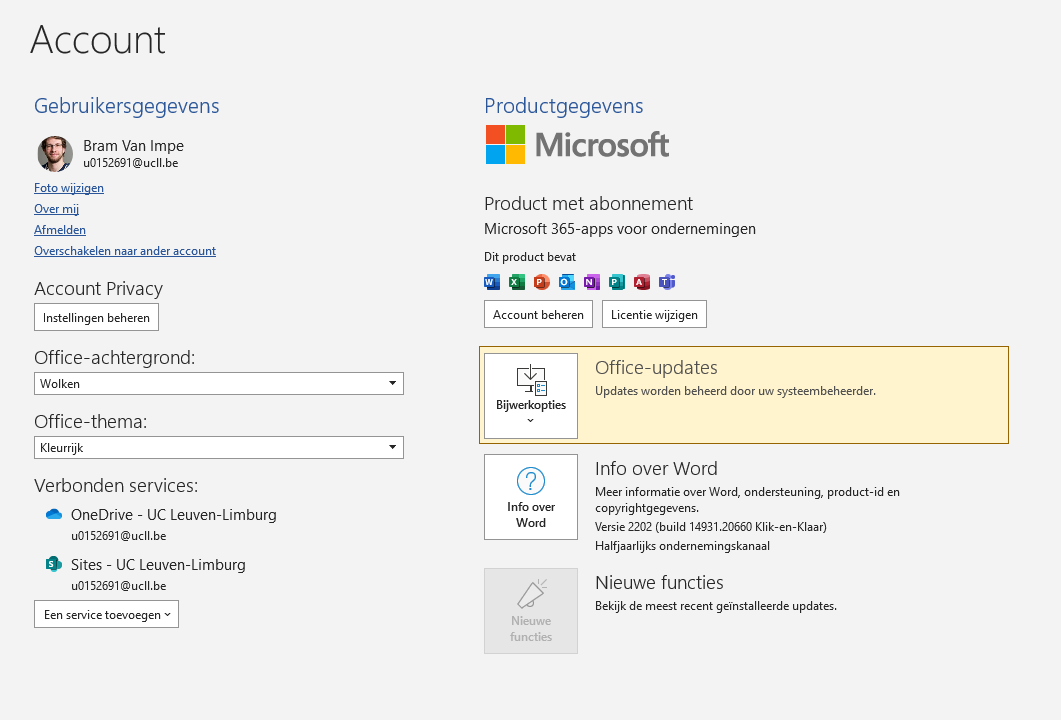 Account
Gebruikersgegevens
Bram Van Impe
u0152691@ucll.be
Foto wijzigen
Over mij
Afmelden
Overschakelen naar ander account
Account Privacy
Instellingen beheren
Office-achtergrond:
Wolken
Office-thema:
Kleurrijk
Verbonden services:
OneDrive - UC Leuven-Limburg
u0152691@ucll.be
Sites - UC Leuven-Limburg
u0152691@ucll.be
Een service toevoegen
Productgegevens
Microsoft
Product met abonnement
Microsoft 365-apps voor ondernemingen
Dit product bevat
W X P O N P A T
Account beheren
Licentie wijzigen
Bijwerkopties
Office-updates
Updates worden beheerd door uw systeembeheerder.
Info over
Word
Info over Word
Meer informatie over Word, ondersteuning, product-id en
copyrightgegevens.
Versie 2202 (build 14931.20660 Klik-en-Klaar)
Halfjaarlijks ondernemingskanaal
Nieuwe
functies
Nieuwe functies
Bekijk de meest recent geïnstalleerde updates.